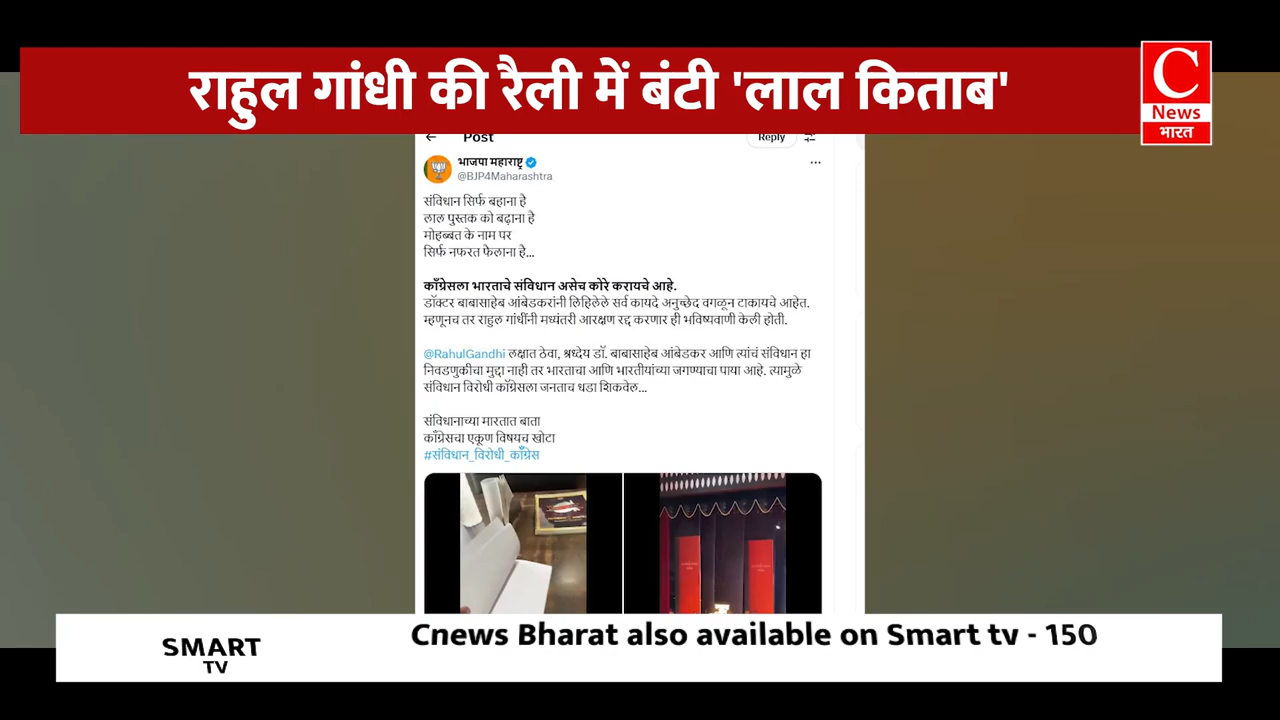 राहुल गांधी की रैली में बंटी 'लाल किताब'
C
News
भारत
Post
Reply
भाजपा महाराष्ट्र
@BJP4Maharashtra
संविधान सिर्फ बहाना है
लाल पुस्तक को बढ़ाना है
मोहब्बत के नाम पर
सिर्फ नफरत फैलाना है...
काँग्रेसला भारताचे संविधान असेच कोरे करायचे आहे.
डॉक्टर बाबासाहेब आंबेडकरांनी लिहिलेले सर्व कायदे अनुच्छेद वगळून टाकायचे आहेत.
म्हणूनच तर राहुल गांधींनी मध्यंतरी आरक्षण रद्द करणार ही भविष्यवाणी केली होती.
@RahulGandhi लक्षात ठेवा, श्रध्देय डॉ. बाबासाहेब आंबेडकर आणि त्यांचं संविधान हा
निवडणुकीचा मुद्दा नाही तर भारताचा आणि भारतीयांच्या जगण्याचा पाया आहे. त्यामुळे
संविधान विरोधी काँग्रेसला जनताच धडा शिकवेल...
संविधानाच्या मारतात बाता
काँग्रेसचा एकूण विषयच खोटा
#संविधान_विरोधी_काँग्रेस
SMART
TV
Cnews Bharat also available on Smart tv - 150